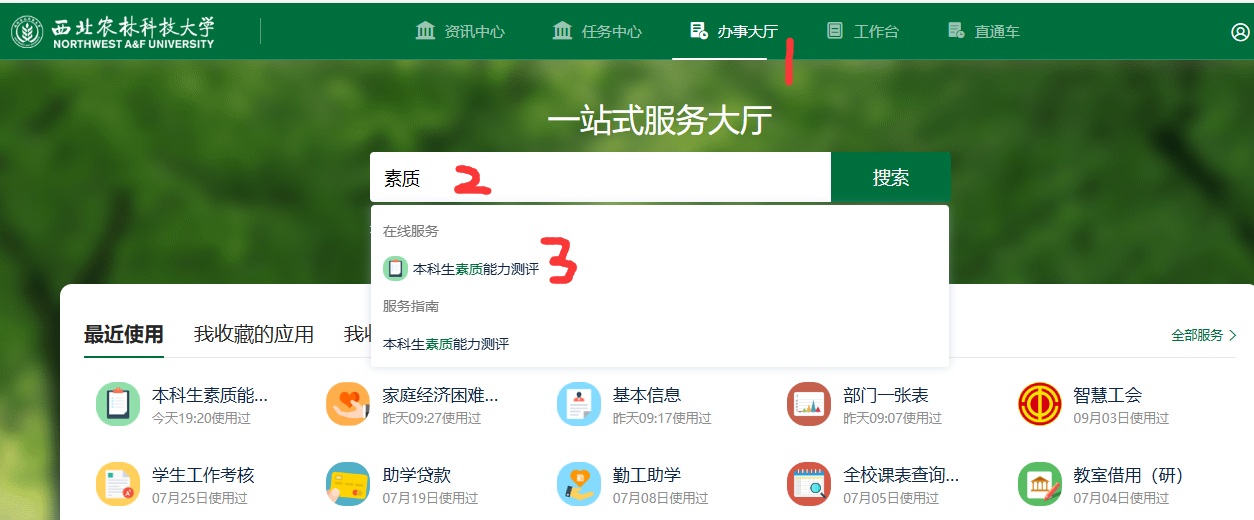 西北农林科技大学
NORTHWEST A&F UNIVERSITY
资讯中心 任务中心 办事大厅 工作台 直通车
1
一站式服务大厅
素质 2 搜索
在线服务
本科生素质能力测评 3
服务指南
本科生素质能力测评
最近使用 我收藏的应用 我收 全部服务
本科生素质能... 家庭经济困难... 基本信息 部门一张表 智慧工会
今天19:20使用过 昨天09:27使用过 昨天09:17使用过 昨天09:07使用过 09月03日使用过
学生工作考核 助学贷款 勤工助学 全校课表查询... 教室借用（研）
07月25日使用过 07月19日使用过 07月08日使用过 07月05日使用过 07月04日使用过